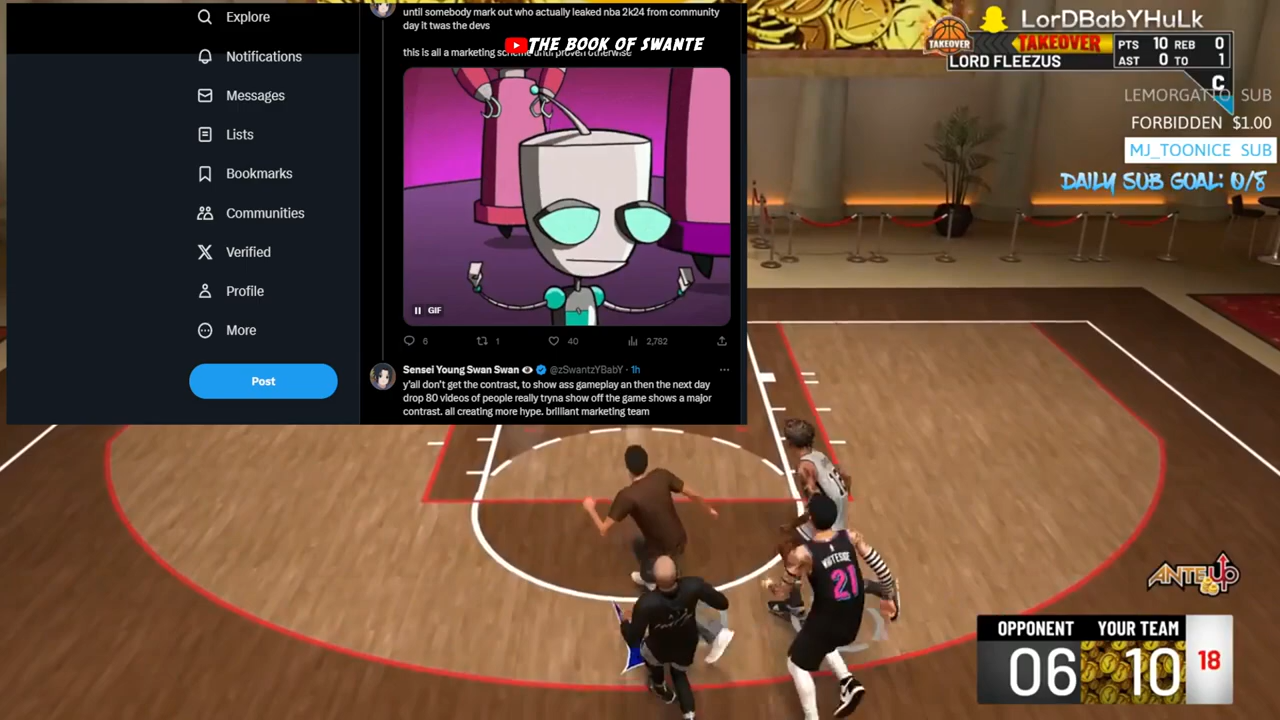 Explore
Notifications
Messages
Lists
Bookmarks
Communities
Verified
Profile
More
Post
until somebody mark out who actually leaked nba 2k24 from community
day it twas the devs
THE BOOK OF SWANTE
this is all a marketing scheme until proven otherwise
GIF
6
1
40
2,782
Sensei Young Swan Swan @zSwantzYBabY · 1h
y'all don't get the contrast, to show ass gameplay an then the next day
drop 80 videos of people really tryna show off the game shows a major
contrast. all creating more hype. brilliant marketing team
LorDBabYHuLk
TAKEOVER
TAKEOVER
PTS 10 REB 0
AST 0 TO 1
LORD FLEEZUS
C
LEMORGATTO SUB
FORBIDDEN $1.00
MJ_TOONICE SUB
DAILY SUB GOAL: 0/8
WHITESIDE
21
ANTE UP
OPPONENT YOUR TEAM
06 10 18